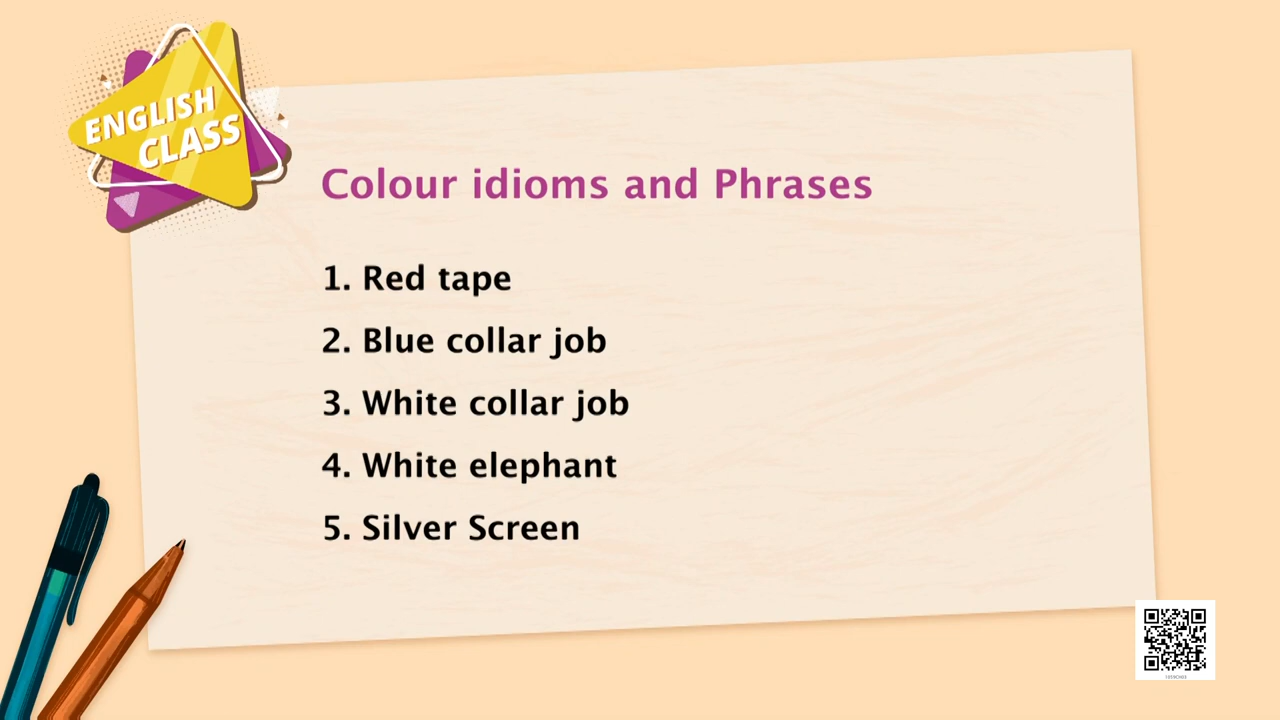 ENGLISH
CLASS
Colour idioms and Phrases
1. Red tape
2. Blue collar job
3. White collar job
4. White elephant
5. Silver Screen